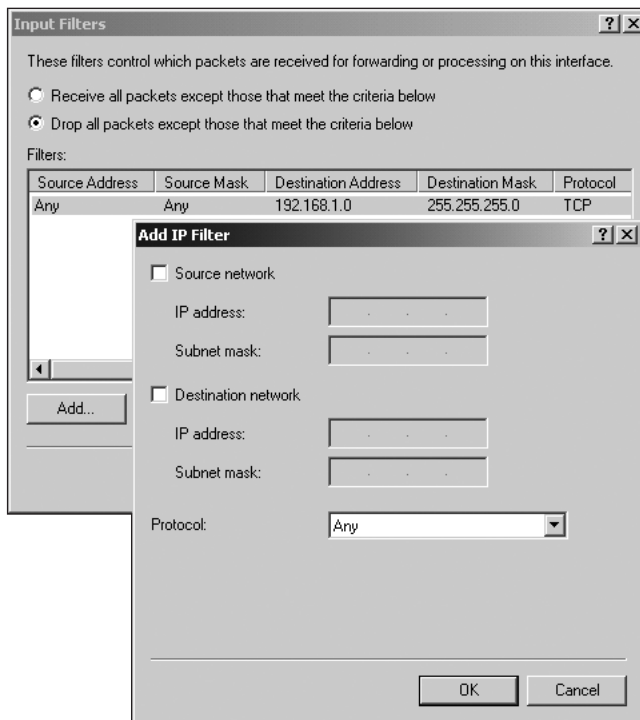 Input Filters
These filters control which packets are received for forwarding or processing on this interface.
Receive all packets except those that meet the criteria below
Drop all packets except those that meet the criteria below
Filters:
Source Address Source Mask Destination Address Destination Mask Protocol
Any Any 192.168.1.0 255.255.255.0 TCP
Add...
Add IP Filter
Source network
IP address:
Subnet mask:
Destination network
IP address:
Subnet mask:
Protocol: Any
OK Cancel